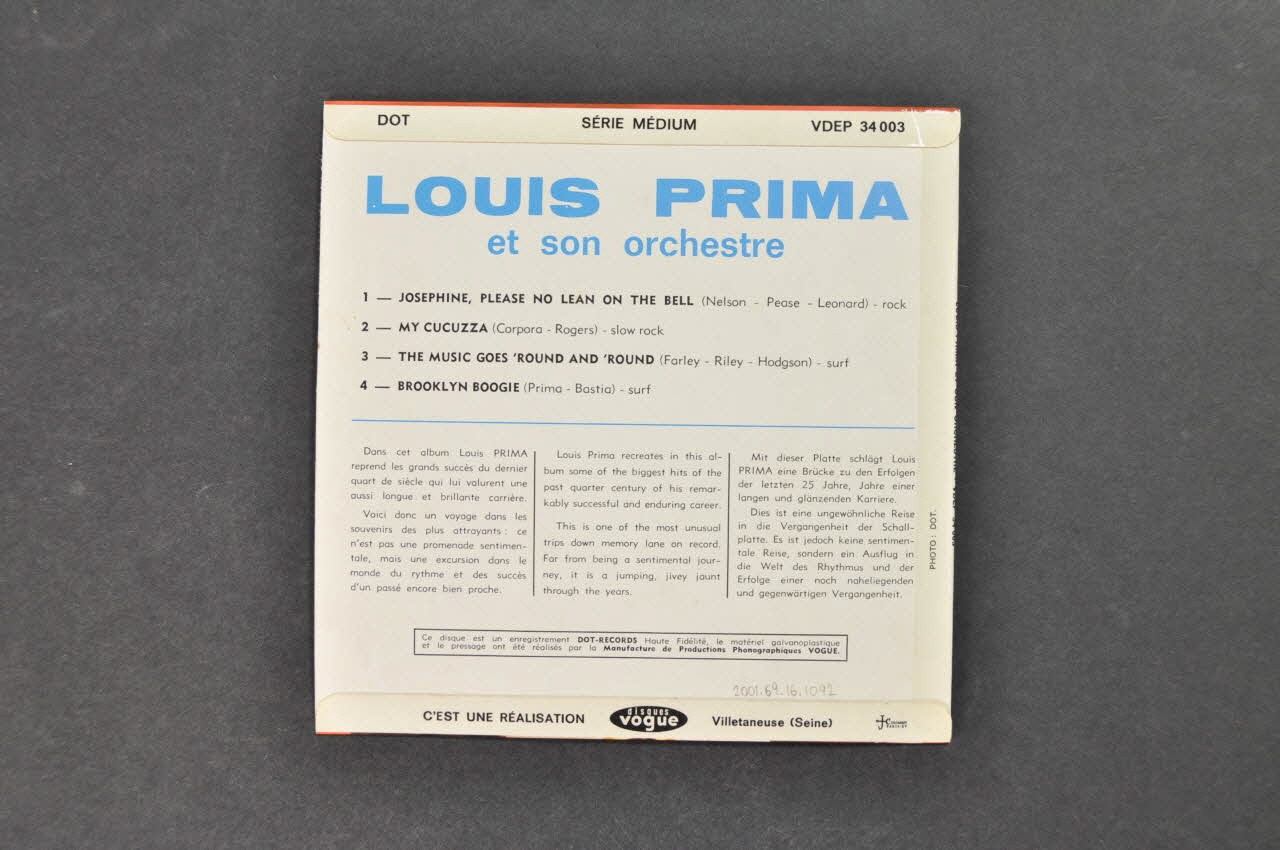 DOT SÉRIE MÉDIUM VDEP 34 003
LOUIS PRIMA
et son orchestre
1 — JOSEPHINE, PLEASE NO LEAN ON THE BELL (Nelson - Pease - Leonard) - rock
2 — MY CUCUZZA (Corpora - Rogers) - slow rock
3 — THE MUSIC GOES 'ROUND AND 'ROUND (Farley - Riley - Hodgson) - surf
4 — BROOKLYN BOOGIE (Prima - Bastia) - surf
Dans cet album Louis PRIMA
reprend les grands succès du dernier
quart de siècle qui lui valurent une
aussi longue et brillante carrière.
Voici donc un voyage dans les
souvenirs des plus attrayants : ce
n'est pas une promenade sentimen-
tale, mais une excursion dans le
monde du rythme et des succès
d'un passé encore bien proche.
Louis Prima recreates in this al-
bum some of the biggest hits of the
past quarter century of his remar-
kably successful and enduring career.
This is one of the most unusual
trips down memory lane on record.
Far from being a sentimental jour-
ney, it is a jumping, jivey jaunt
through the years.
Mit dieser Platte schlägt Louis
PRIMA eine Brücke zu den Erfolgen
der letzten 25 Jahre, Jahre einer
langen und glänzenden Karriere.
Dies ist eine ungewöhnliche Reise
in die Vergangenheit der Schall-
platte. Es ist jedoch keine sentimen-
tale Reise, sondern ein Ausflug in
die Welt des Rhythmus und der
Erfolge einer noch naheliegenden
und gegenwärtigen Vergangenheit.
PHOTO : DOT.
Ce disque est un enregistrement DOT-RECORDS Haute Fidélité, le matériel galvanoplastique
et le pressage ont été réalisés par la Manufacture de Productions Phonographiques VOGUE.
2001.69.16.1092
C'EST UNE RÉALISATION disques vogue Villetaneuse (Seine)